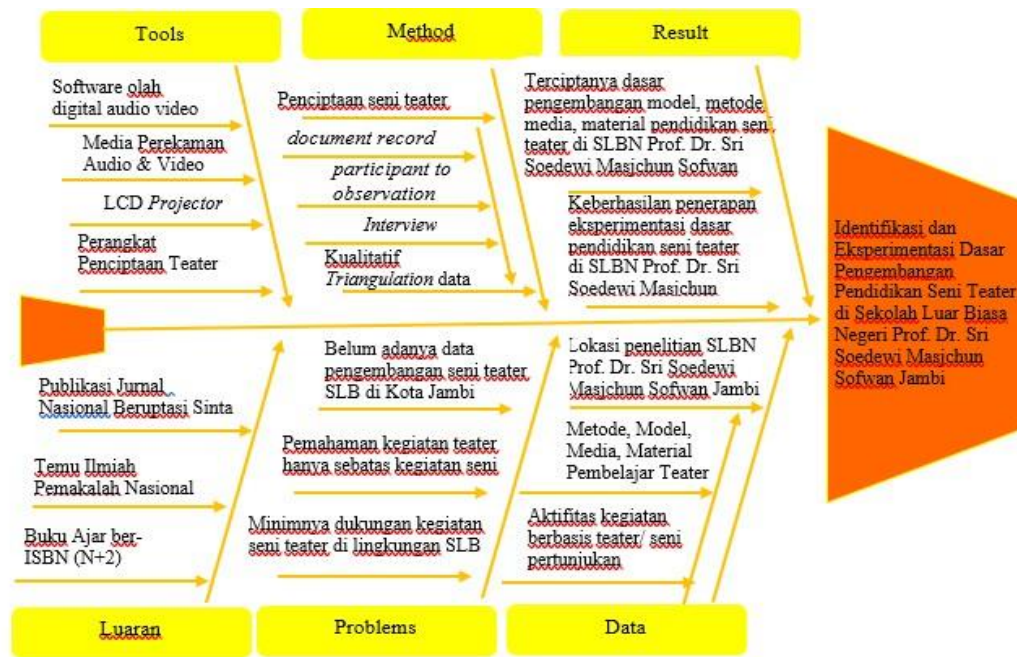 Tools
Method
Result
Software olah
digital audio video
Media Perekaman
Audio & Video
LCD Projector
Perangkat
Penciptaan Teater
Penciptaan seni teater
document record
participant to
observation
Interview
Kualitatif
Triangulation data
Terciptanya dasar
pengembangan model, metode
media, material pendidikan seni
teater di SLBN Prof. Dr. Sri
Soedewi Masjchun Sofwan
Keberhasilan penerapan
eksperimentasi dasar
pendidikan seni teater
di SLBN Prof. Dr. Sri
Soedewi Masichun
Identifikasi dan
Eksperimentasi Dasar
Pengembangan
Pendidikan Seni Teater
di Sekolah Luar Biasa
Negeri Prof. Dr. Sri
Soedewi Masjchun
Sofwan Jambi
Publikasi Jurnal
Nasional Beruptasi Sinta
Temu Ilmiah
Pemakalah Nasional
Buku Ajar ber-
ISBN (N+2)
Belum adanya data
pengembangan seni teater
SLB di Kota Jambi
Pemahaman kegiatan teater
hanya sebatas kegiatan seni
Minimnya dukungan kegiatan
seni teater di lingkungan SLB
Lokasi penelitian SLBN
Prof. Dr. Sri Soedewi
Masjchun Sofwan Jambi
Metode, Model,
Media, Material
Pembelajar Teater
Aktifitas kegiatan
berbasis teater/ seni
pertunjukan
Luaran
Problems
Data